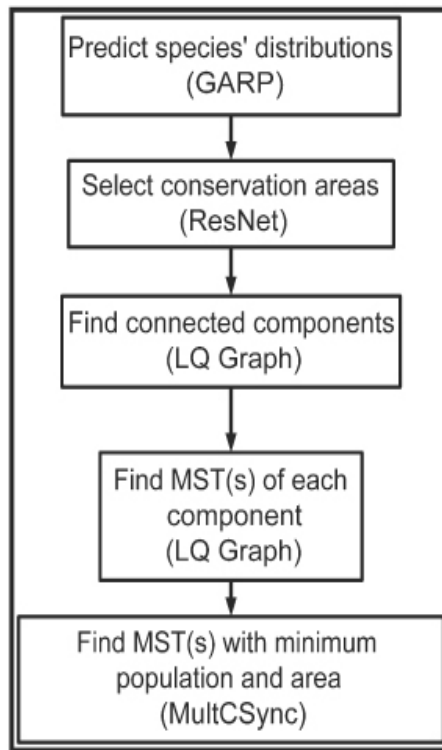 Predict species' distributions
(GARP)
Select conservation areas
(ResNet)
Find connected components
(LQ Graph)
Find MST(s) of each
component
(LQ Graph)
Find MST(s) with minimum
population and area
(MultCSync)